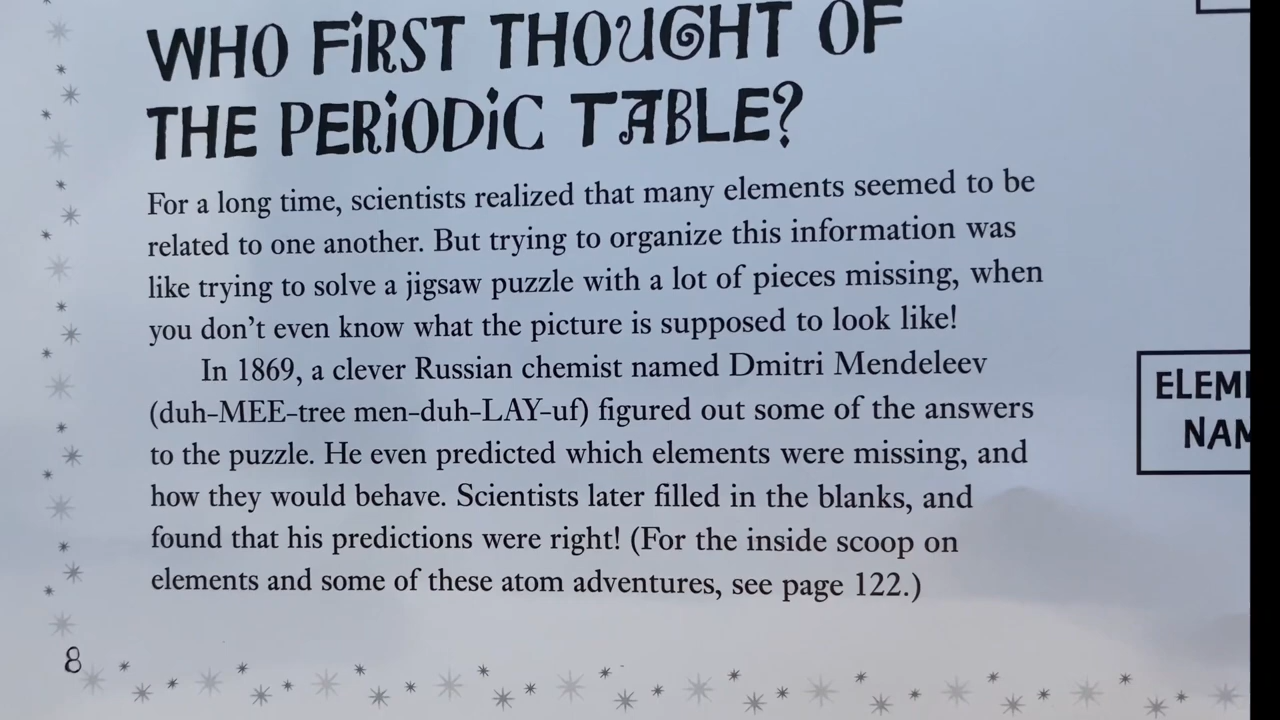 WHO FiRST THOUGHT OF
THE PERiODiC TABLE?
For a long time, scientists realized that many elements seemed to be
related to one another. But trying to organize this information was
like trying to solve a jigsaw puzzle with a lot of pieces missing, when
you don't even know what the picture is supposed to look like!
In 1869, a clever Russian chemist named Dmitri Mendeleev
(duh-MEE-tree men-duh-LAY-uf) figured out some of the answers
to the puzzle. He even predicted which elements were missing, and
how they would behave. Scientists later filled in the blanks, and
found that his predictions were right! (For the inside scoop on
elements and some of these atom adventures, see page 122.)
8